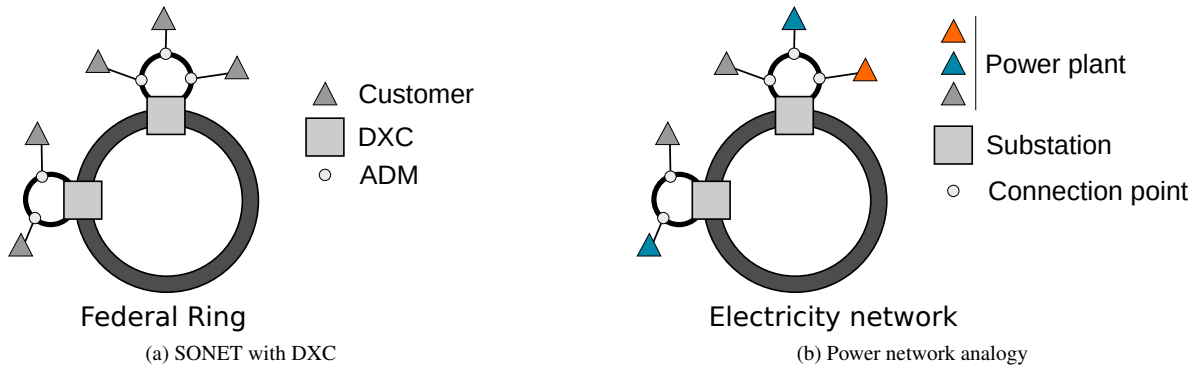 Customer
DXC
ADM
Federal Ring
(a) SONET with DXC
Power plant
Substation
Connection point
Electricity network
(b) Power network analogy